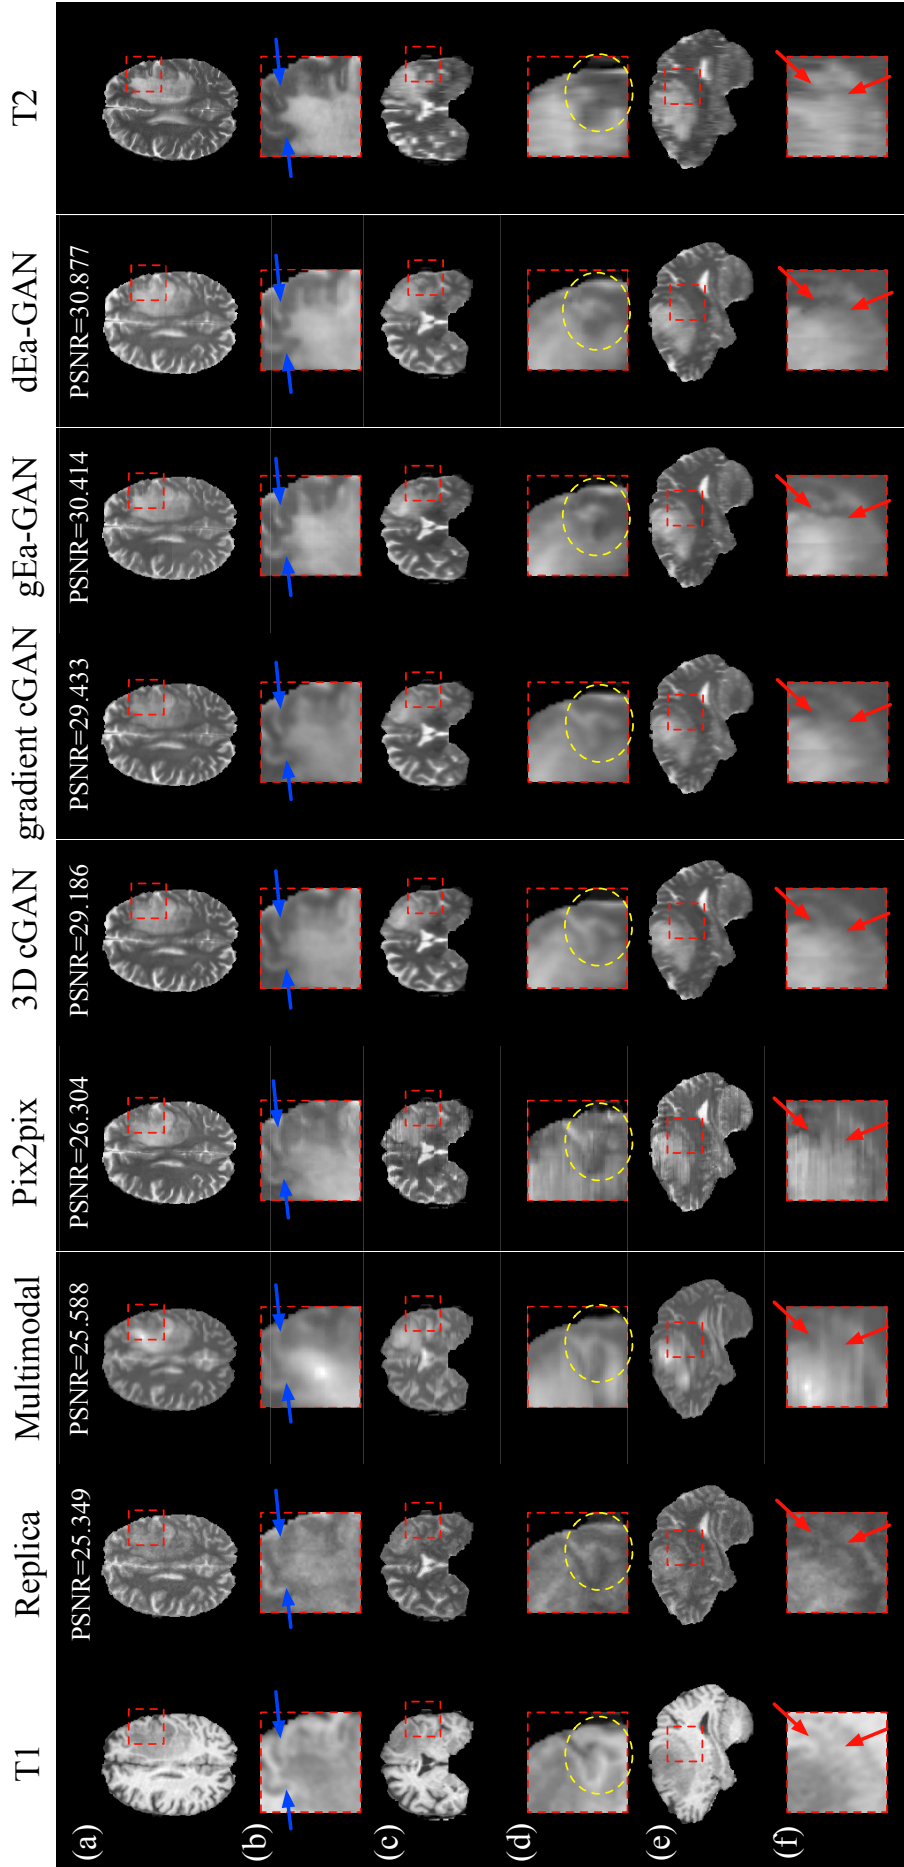 T1 Replica Multimodal Pix2pix 3D cGAN gradient cGAN gEa-GAN dEa-GAN T2
(a) PSNR=25.349 PSNR=25.588 PSNR=26.304 PSNR=29.186 PSNR=29.433 PSNR=30.414 PSNR=30.877
(b)
(c)
(d)
(e)
(f)